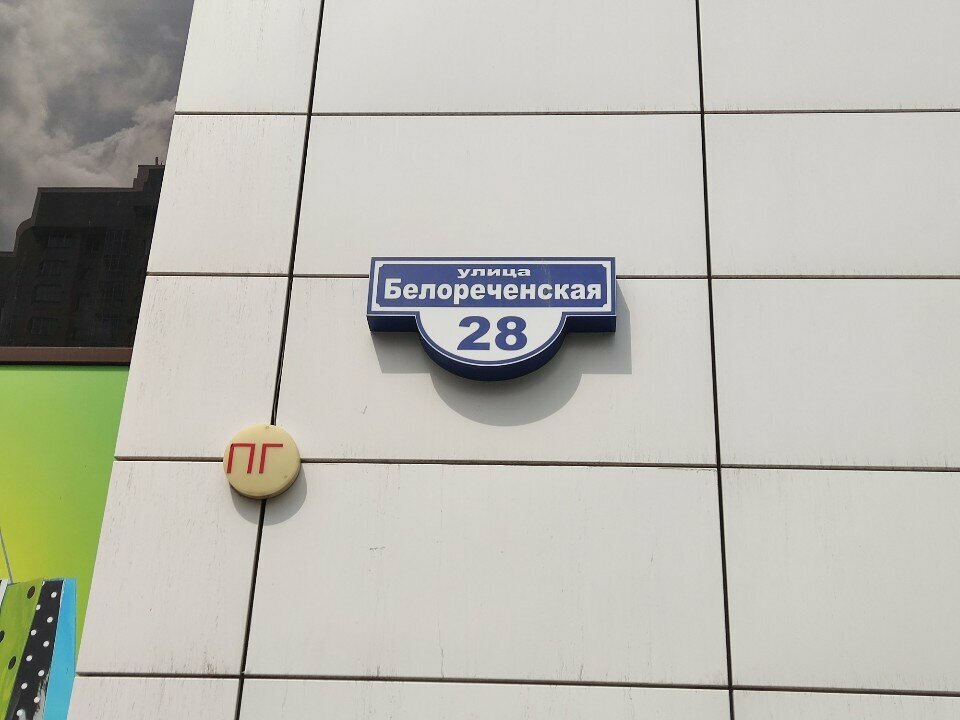 улица
Белореченская
28
ПГ